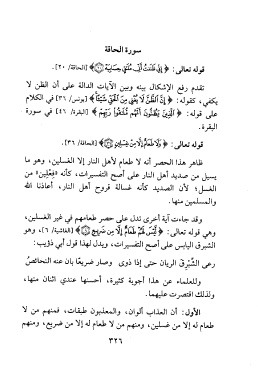 سورة الحاقة
قوله تعالى: ﴿إِنِّي ظَنَنتُ أَنِّي مُلَاقٍ حِسَابِيَهْ﴾ [الحاقة/ ٢٠].
تقدم رفع الإشكال بينه وبين الآيات الدالة على أن الظن لا
يكفي، كقوله: ﴿إِنَّ الظَّنَّ لَا يُغْنِي مِنَ الْحَقِّ شَيْئًا﴾ [يونس/ ٣٦] في الكلام
على قوله: ﴿الَّذِينَ يَظُنُّونَ أَنَّهُم مُّلَاقُوا رَبِّهِمْ﴾ [البقرة/ ٤٦] في سورة
البقرة.
قوله تعالى: ﴿وَلَا طَعَامٌ إِلَّا مِنْ غِسْلِينٍ﴾ [الحاقة/ ٣٦].
ظاهر هذا الحصر أنه لا طعام لأهل النار إلا الغسلين، وهو ما
يسيل من صديد أهل النار على أصح التفسيرات، كأنه «فِعْلِين» من
الغسل؛ لأن الصديد كأنه غسالة قروح أهل النار، أعاذنا الله
والمسلمين منها.
وقد جاءت آية أخرى تدل على حصر طعامهم في غير الغسلين،
وهي قوله تعالى: ﴿لَّيْسَ لَهُمْ طَعَامٌ إِلَّا مِن ضَرِيعٍ﴾ [الغاشية/ ٦]، وهو
الشبرق اليابس على أصح التفسيرات، ويدل لهذا قول أبي ذؤيب:
رعى الشِّبْرِق الريان حتى إذا ذوى وصار ضريعًا بان عنه النحائصُ
وللعلماء عن هذا أجوبة كثيرة، أحسنها عندي اثنان منها،
ولذلك اقتصرت عليهما.
الأول: أن العذاب ألوان، والمعذبون طبقات، فمنهم من لا
طعام له إلا من غسلين، ومنهم من لا طعام له إلا من ضريع، ومنهم
٣٢٦